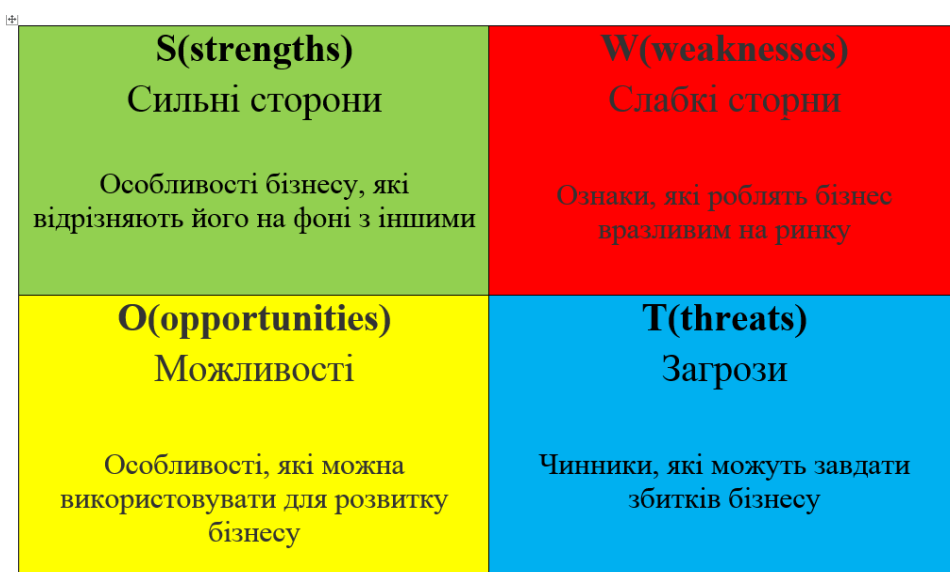 S(strengths)
Сильні сторони
Особливості бізнесу, які
відрізняють його на фоні з іншими
W(weaknesses)
Слабкі сторни
Ознаки, які роблять бізнес
вразливим на ринку
O(opportunities)
Можливості
Особливості, які можна
використовувати для розвитку
бізнесу
T(threats)
Загрози
Чинники, які можуть завдати
збитків бізнесу